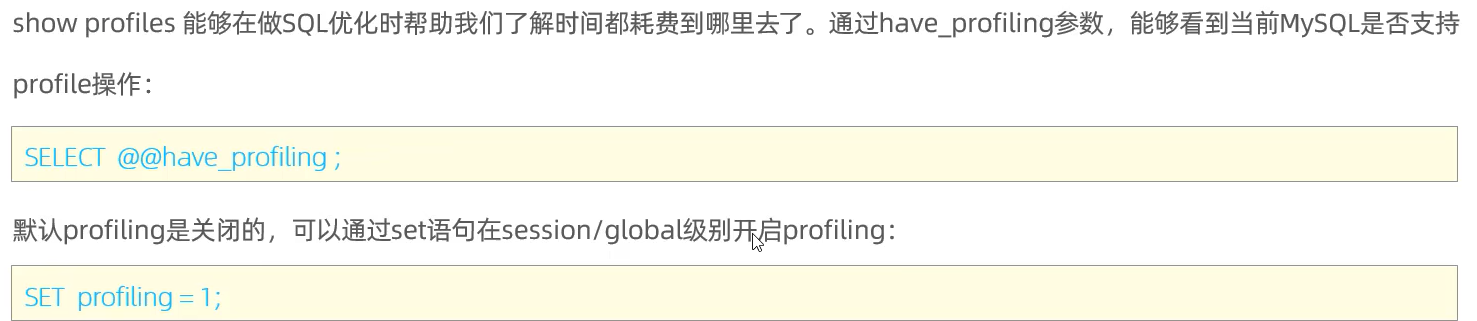 show profiles 能够在做SQL优化时帮助我们了解时间都耗费到哪里去了。通过have_profiling参数，能够看到当前MySQL是否支持
profile操作：
SELECT  @@have_profiling ;
默认profiling是关闭的，可以通过set语句在session/global级别开启profiling：
SET  profiling = 1;